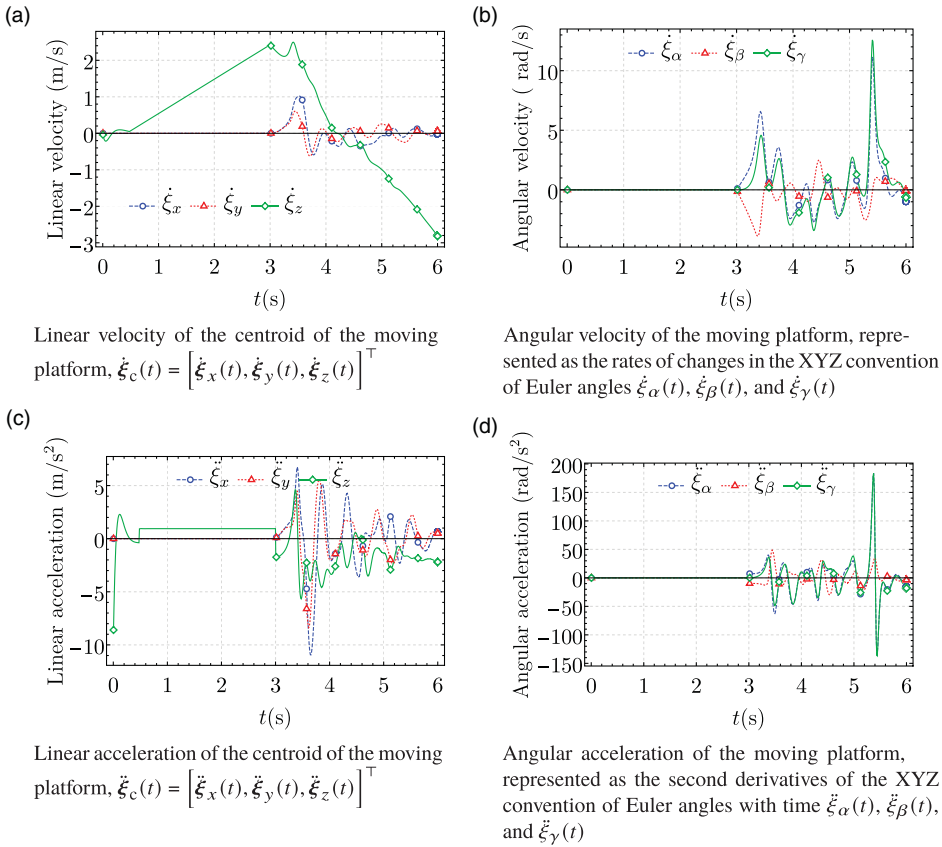 (a)
Linear velocity (m/s)
2
1
0
−1
−2
−3
ξ̇x ξ̇y ξ̇z
0 1 2 3 4 5 6
t(s)
Linear velocity of the centroid of the moving
platform, ξ̇c(t) = [ξ̇x(t), ξ̇y(t), ξ̇z(t)]⊤
(b)
Angular velocity ( rad/s)
10
5
0
ξ̇α ξ̇β ξ̇γ
0 1 2 3 4 5 6
t(s)
Angular velocity of the moving platform, repre-
sented as the rates of changes in the XYZ convention
of Euler angles ξ̇α(t), ξ̇β(t), and ξ̇γ(t)
(c)
Linear acceleration (m/s²)
5
0
−5
−10
ξ̈x ξ̈y ξ̈z
0 1 2 3 4 5 6
t(s)
Linear acceleration of the centroid of the moving
platform, ξ̈c(t) = [ξ̈x(t), ξ̈y(t), ξ̈z(t)]⊤
(d)
Angular acceleration (rad/s²)
200
150
100
50
0
−50
−100
−150
ξ̈α ξ̈β ξ̈γ
0 1 2 3 4 5 6
t(s)
Angular acceleration of the moving platform,
represented as the second derivatives of the XYZ
convention of Euler angles with time ξ̈α(t), ξ̈β(t),
and ξ̈γ(t)